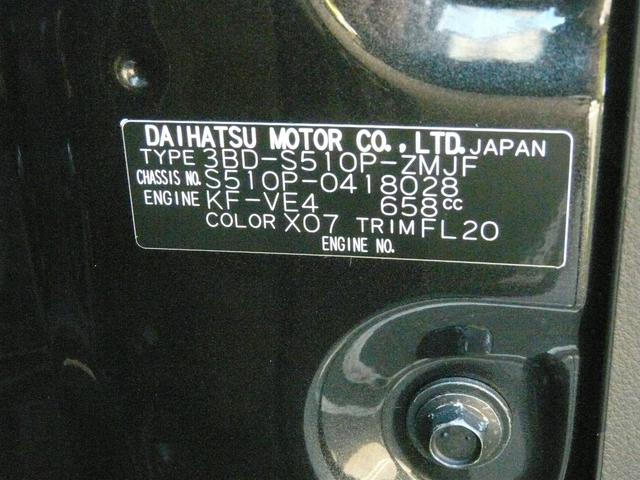 DAIHATSU MOTOR CO., LTD. JAPAN
TYPE 3BD-S510P-ZMJF
CHASSIS NO. S510P-0418028
ENGINE KF-VE4 658cc
COLOR X07 TRIM FL20
ENGINE NO.